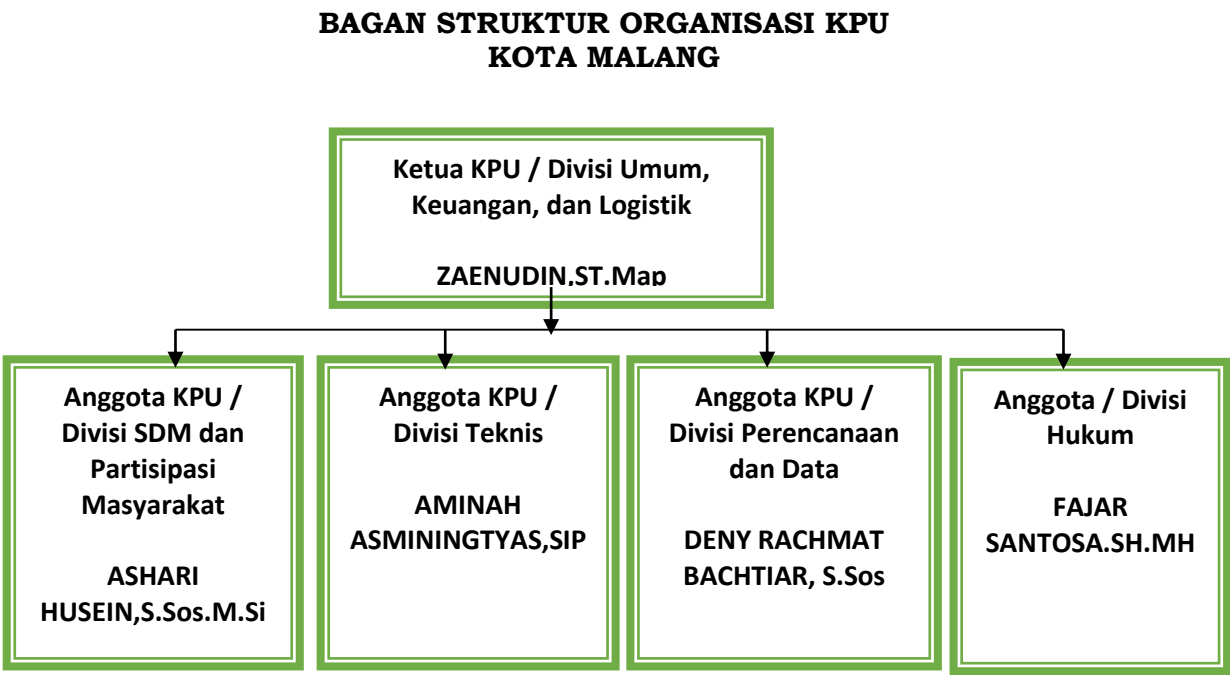 BAGAN STRUKTUR ORGANISASI KPU
KOTA MALANG
Ketua KPU / Divisi Umum,
Keuangan, dan Logistik
ZAENUDIN,ST.Map
Anggota KPU /
Divisi SDM dan
Partisipasi
Masyarakat
ASHARI
HUSEIN,S.Sos.M.Si
Anggota KPU /
Divisi Teknis
AMINAH
ASMININGTYAS,SIP
Anggota KPU /
Divisi Perencanaan
dan Data
DENY RACHMAT
BACHTIAR, S.Sos
Anggota / Divisi
Hukum
FAJAR
SANTOSA.SH.MH